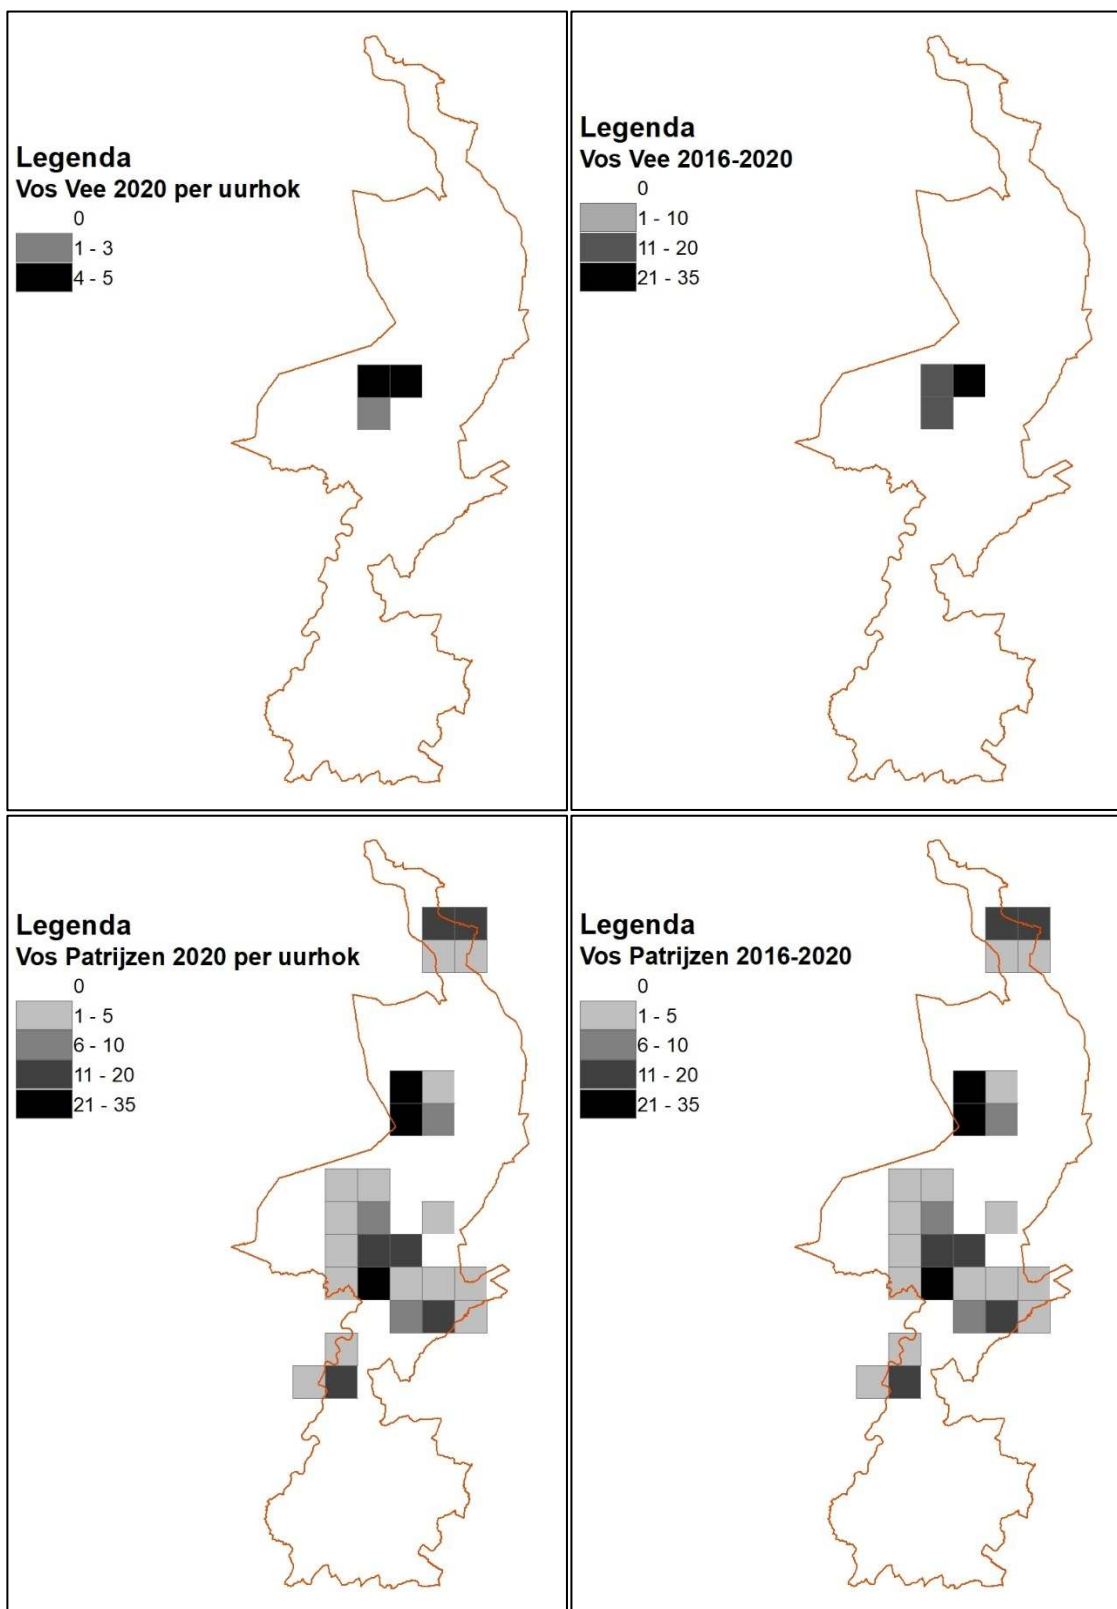 Legenda
Vos Vee 2020 per uurhok
0
1 - 3
4 - 5
Legenda
Vos Vee 2016-2020
0
1 - 10
11 - 20
21 - 35
Legenda
Vos Patrijzen 2020 per uurhok
0
1 - 5
6 - 10
11 - 20
21 - 35
Legenda
Vos Patrijzen 2016-2020
0
1 - 5
6 - 10
11 - 20
21 - 35